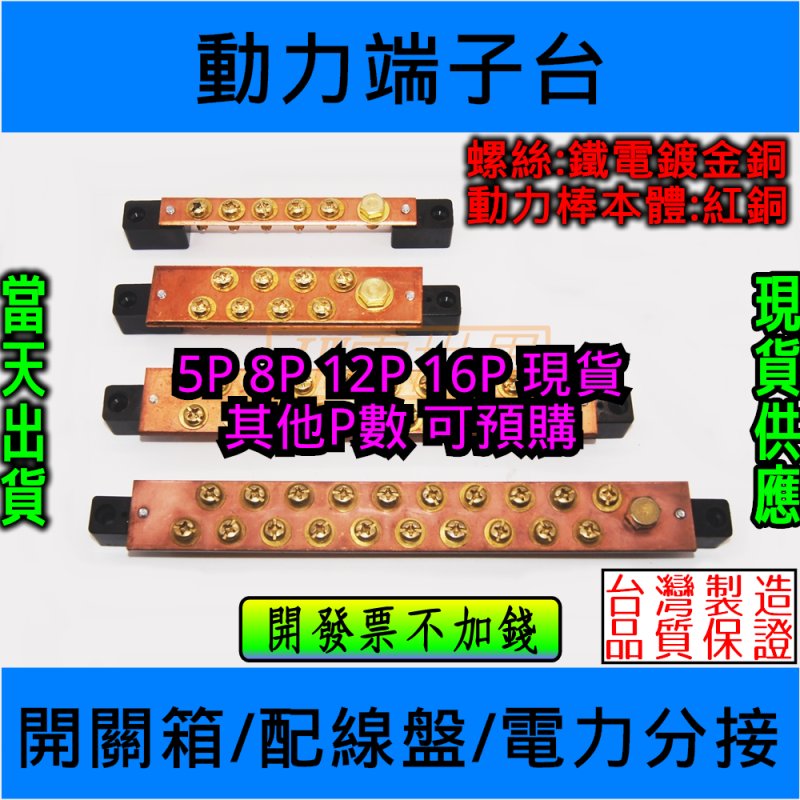 動力端子台
螺絲:鐵電鍍金銅
動力棒本體:紅銅
當天出貨
現貨供應
5P 8P 12P 16P 現貨
其他P數 可預購
開發票不加錢
台灣製造
品質保證
開關箱/配線盤/電力分接